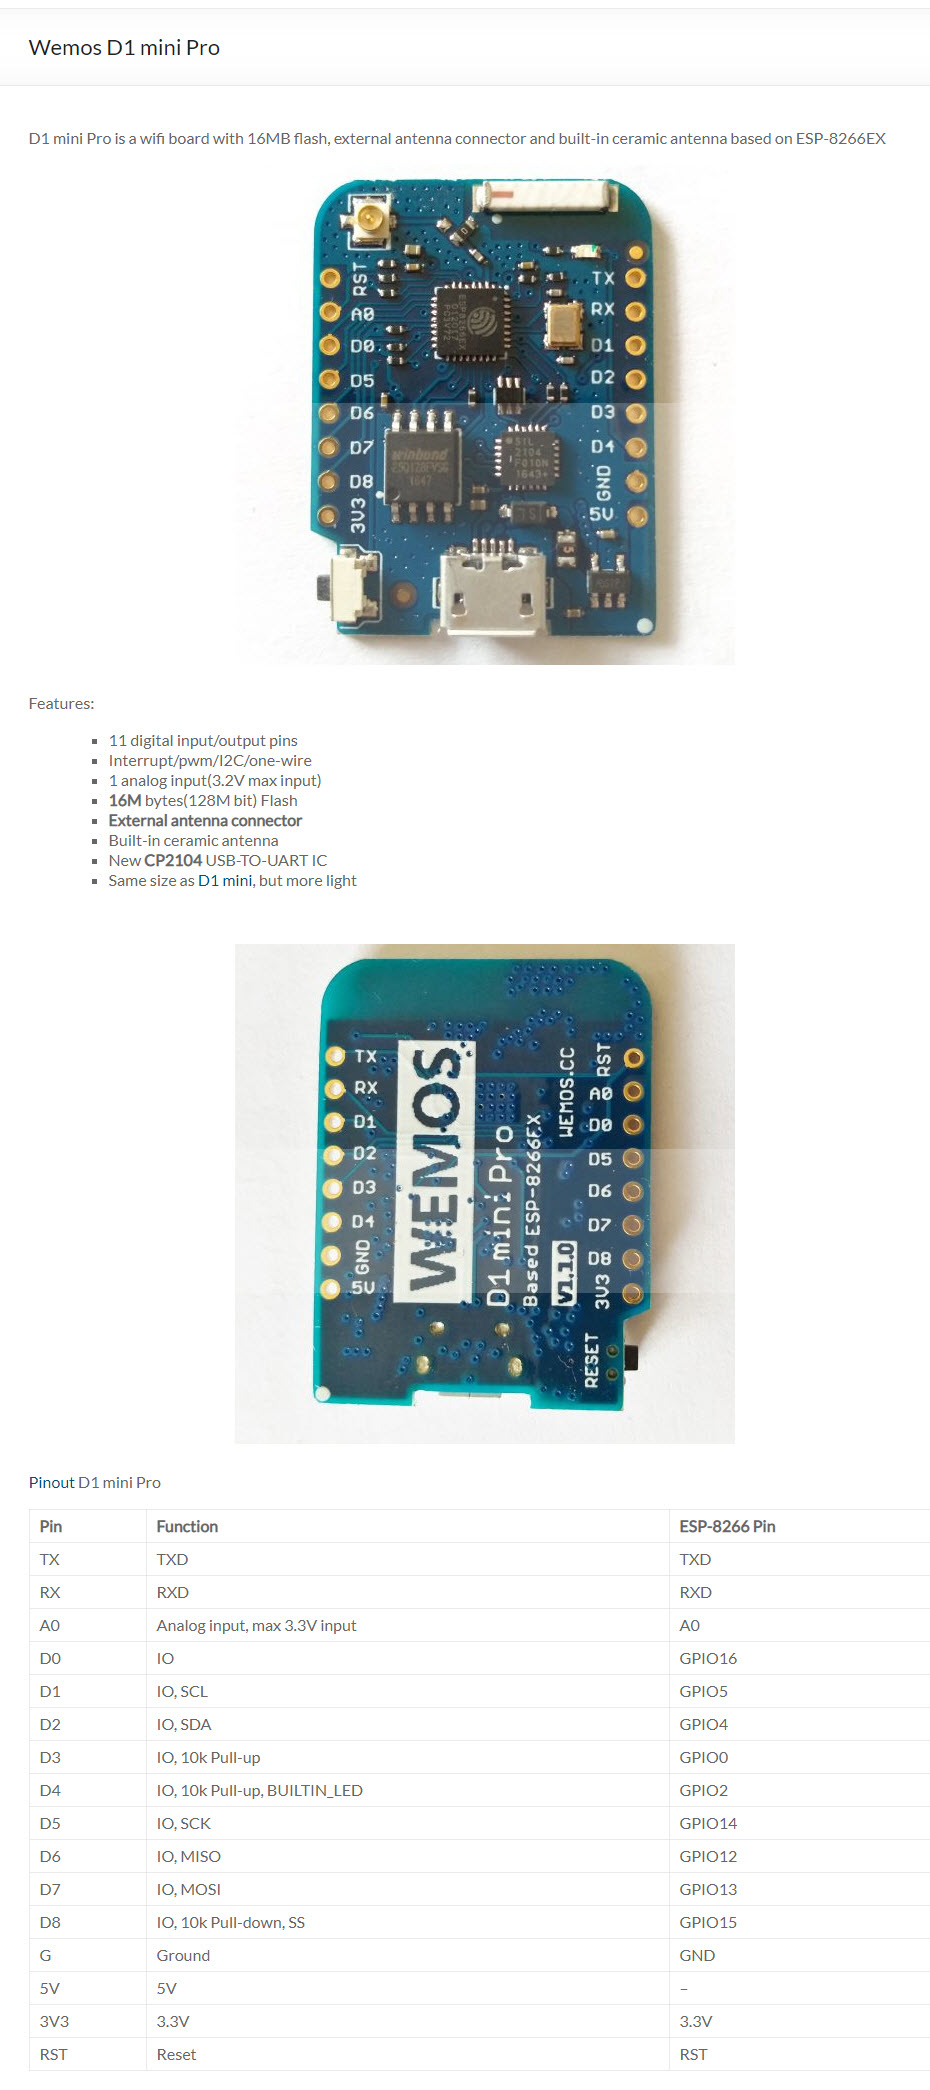 Wemos D1 mini Pro
D1 mini Pro is a wifi board with 16MB flash, external antenna connector and built-in ceramic antenna based on ESP-8266EX
RST
A0
D0
D5
D6
D7
D8
3V3
TX
RX
D1
D2
D3
D4
GND
5V
ESP8266EX
winbond
25Q128FVSG
1647
SIL
2104
F01ON
1643+
Features:
11 digital input/output pins
Interrupt/pwm/I2C/one-wire
1 analog input(3.2V max input)
16M bytes(128M bit) Flash
External antenna connector
Built-in ceramic antenna
New CP2104 USB-TO-UART IC
Same size as D1 mini, but more light
TX
RX
D1
D2
D3
D4
GND
5V
WEMOS
D1 mini Pro
Based ESP-8266EX
WEMOS.CC
V1.1.0
RST
A0
D0
D5
D6
D7
D8
3V3
RESET
Pinout D1 mini Pro
Pin Function ESP-8266 Pin
TX TXD TXD
RX RXD RXD
A0 Analog input, max 3.3V input A0
D0 IO GPIO16
D1 IO, SCL GPIO5
D2 IO, SDA GPIO4
D3 IO, 10k Pull-up GPIO0
D4 IO, 10k Pull-up, BUILTIN_LED GPIO2
D5 IO, SCK GPIO14
D6 IO, MISO GPIO12
D7 IO, MOSI GPIO13
D8 IO, 10k Pull-down, SS GPIO15
G Ground GND
5V 5V –
3V3 3.3V 3.3V
RST Reset RST